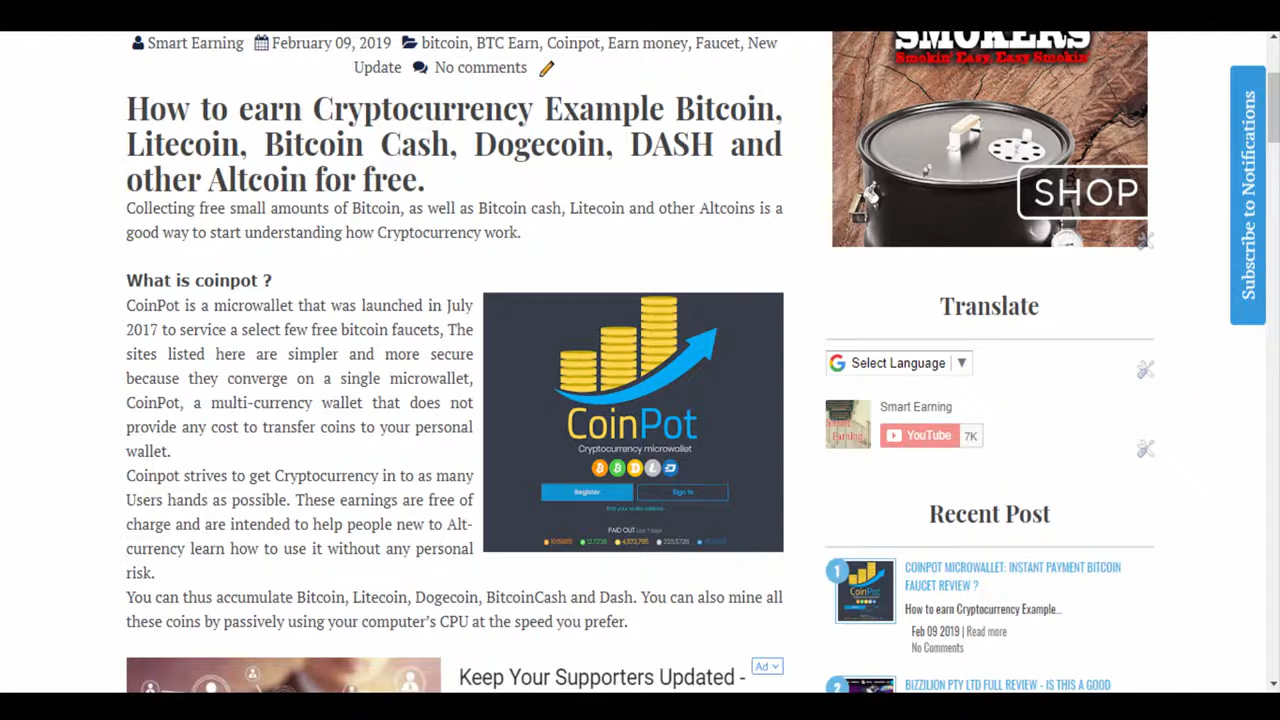 Smart Earning February 09, 2019 bitcoin, BTC Earn, Coinpot, Earn money, Faucet, New
Update No comments
How to earn Cryptocurrency Example Bitcoin,
Litecoin, Bitcoin Cash, Dogecoin, DASH and
other Altcoin for free.
Collecting free small amounts of Bitcoin, as well as Bitcoin cash, Litecoin and other Altcoins is a
good way to start understanding how Cryptocurrency work.
What is coinpot ?
CoinPot is a microwallet that was launched in July
2017 to service a select few free bitcoin faucets, The
sites listed here are simpler and more secure
because they converge on a single microwallet,
CoinPot, a multi-currency wallet that does not
provide any cost to transfer coins to your personal
wallet.
Coinpot strives to get Cryptocurrency in to as many
Users hands as possible. These earnings are free of
charge and are intended to help people new to Alt-
currency learn how to use it without any personal
risk.
You can thus accumulate Bitcoin, Litecoin, Dogecoin, BitcoinCash and Dash. You can also mine all
these coins by passively using your computer's CPU at the speed you prefer.
CoinPot
Cryptocurrency microwallet
Register
Sign in
PAID OUT
Keep Your Supporters Updated -
Ad
SMOKERS
Smokin' Easy, Easy Smokin
SHOP
Translate
Select Language
Smart Earning
YouTube 7K
Recent Post
1
COINPOT MICROWALLET: INSTANT PAYMENT BITCOIN
FAUCET REVIEW ?
How to earn Cryptocurrency Example...
Feb 09 2019 | Read more
No Comments
2
BIZZILION PTY LTD FULL REVIEW - IS THIS A GOOD
Subscribe to Notifications